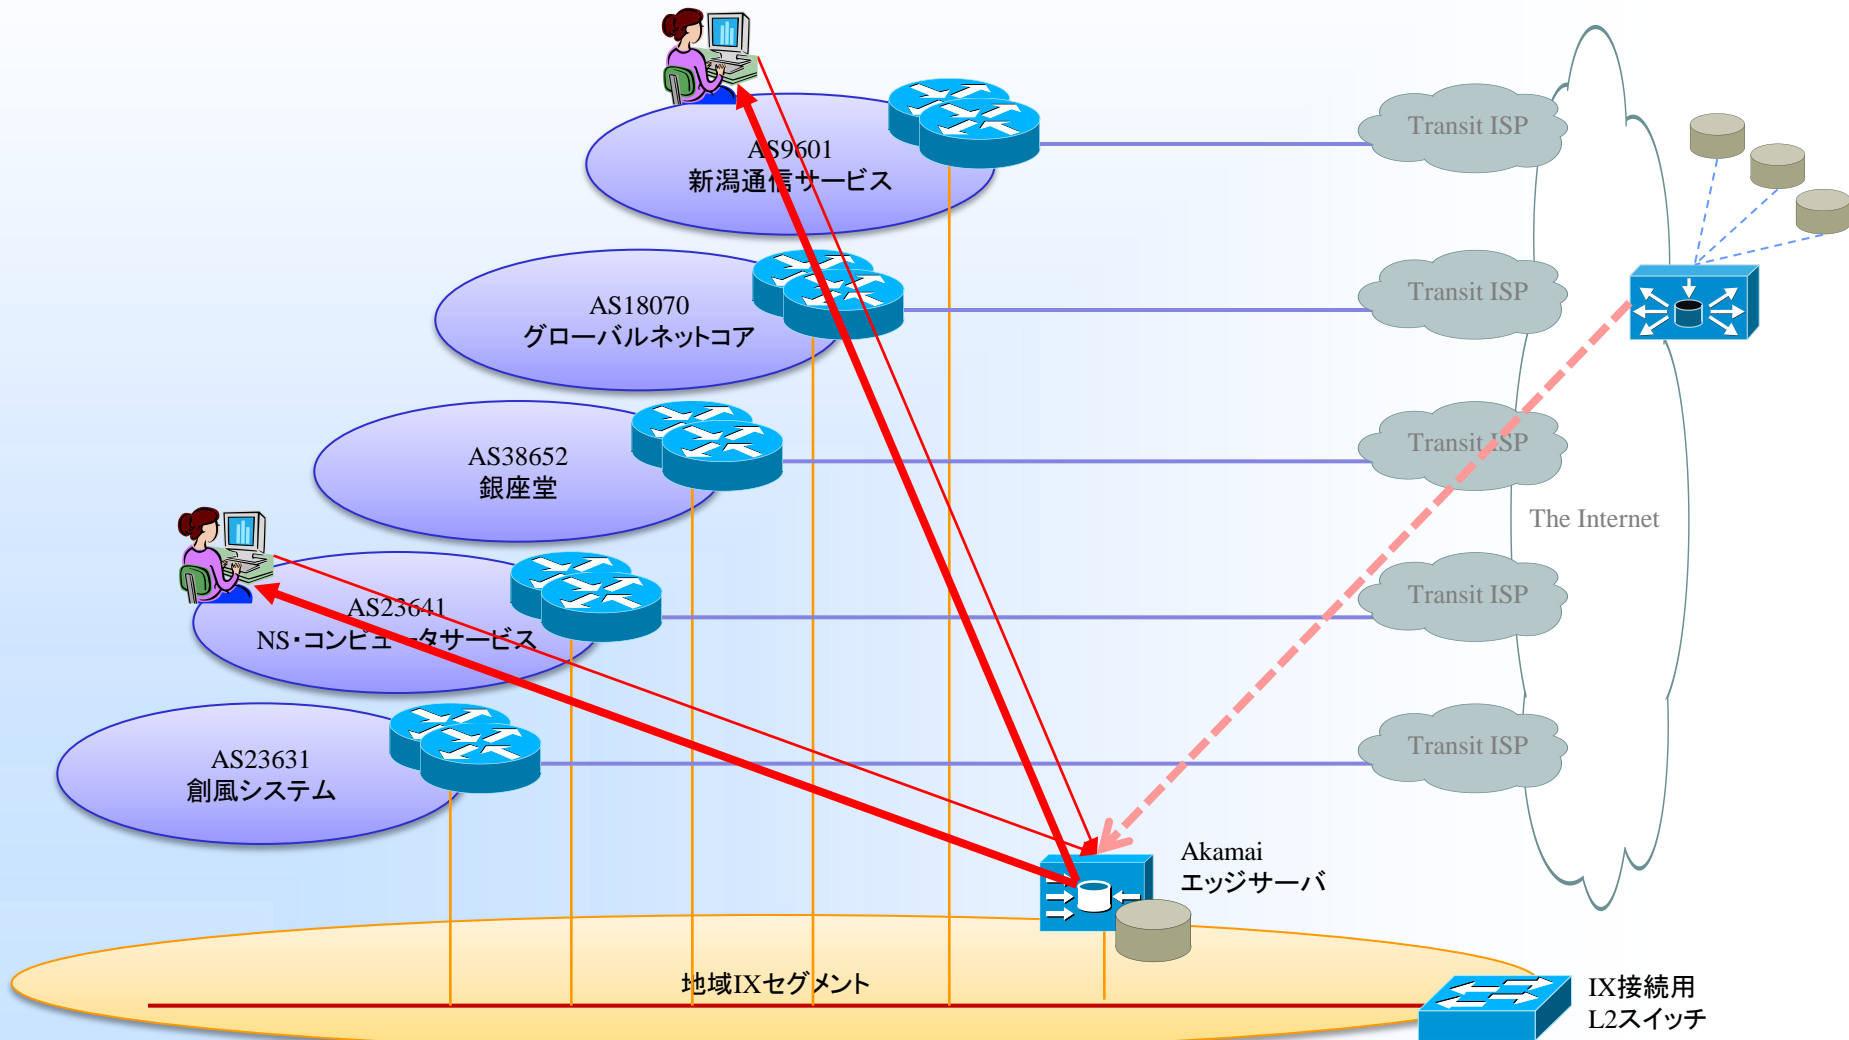 AS9601
新潟通信サービス
Transit ISP
AS18070
グローバルネットコア
Transit ISP
AS38652
銀座堂
Transit ISP
The Internet
AS23641
NS・コンピュータサービス
Transit ISP
AS23631
創風システム
Transit ISP
Akamai
エッジサーバ
地域IXセグメント
IX接続用
L2スイッチ